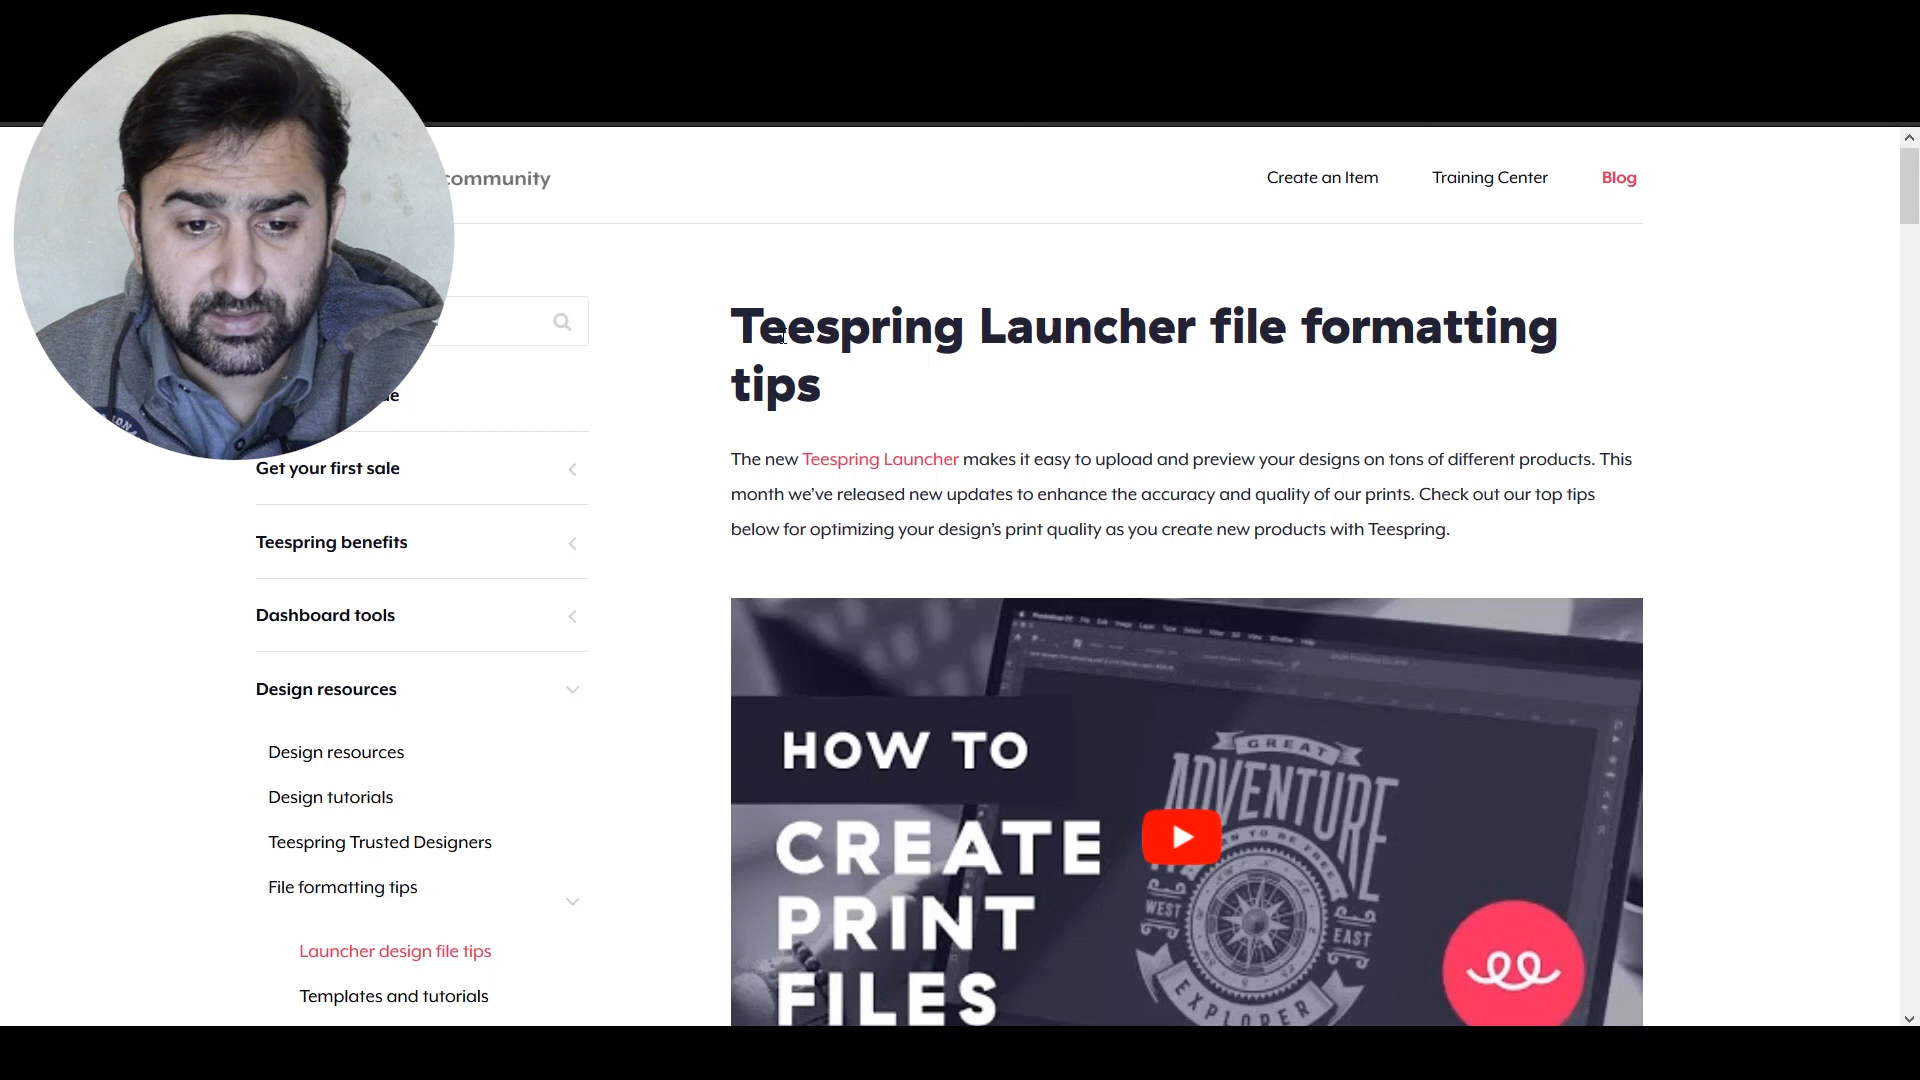 community
Create an Item
Training Center
Blog
Get your first sale
Teespring benefits
Dashboard tools
Design resources
Design resources
Design tutorials
Teespring Trusted Designers
File formatting tips
Launcher design file tips
Templates and tutorials
Teespring Launcher file formatting
tips
The new Teespring Launcher makes it easy to upload and preview your designs on tons of different products. This
month we've released new updates to enhance the accuracy and quality of our prints. Check out our top tips
below for optimizing your design's print quality as you create new products with Teespring.
HOW TO
CREATE
PRINT
FILES
GREAT
ADVENTURE
TO BE FREE
WEST
EAST
EXPLORER